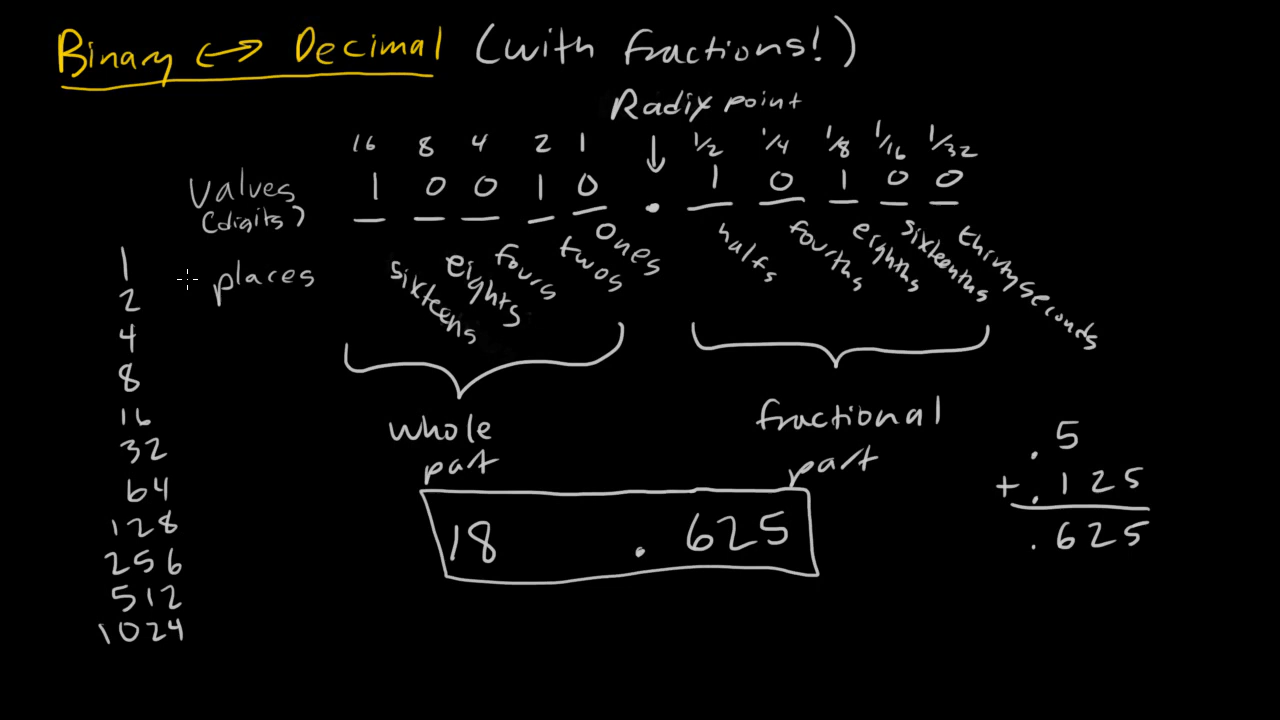 Binary ↔ Decimal (with fractions!)
Radix point
16 8 4 2 1 1/2 1/4 1/8 1/16 1/32
Values 1 0 0 1 0 . 1 0 1 0 0
(digits)
places sixteens eights fours twos ones halfs fourths eighths sixteenths thirtyseconds
1
2
4
8
16
32
64
128
256
512
1024
whole
part
fractional
part
18 . 625
.5
+ .125
.625